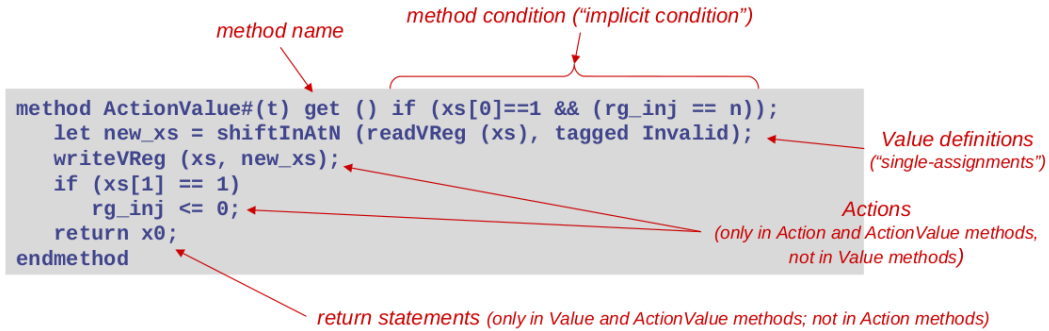 method condition (“implicit condition”)
method name
method ActionValue#(t) get () if (xs[0]==1 && (rg_inj == n));
let new_xs = shiftInAtN (readVReg (xs), tagged Invalid);
writeVReg (xs, new_xs);
if (xs[1] == 1)
rg_inj <= 0;
return x0;
endmethod
Value definitions
(“single-assignments”)
Actions
(only in Action and ActionValue methods,
not in Value methods)
return statements (only in Value and ActionValue methods; not in Action methods)